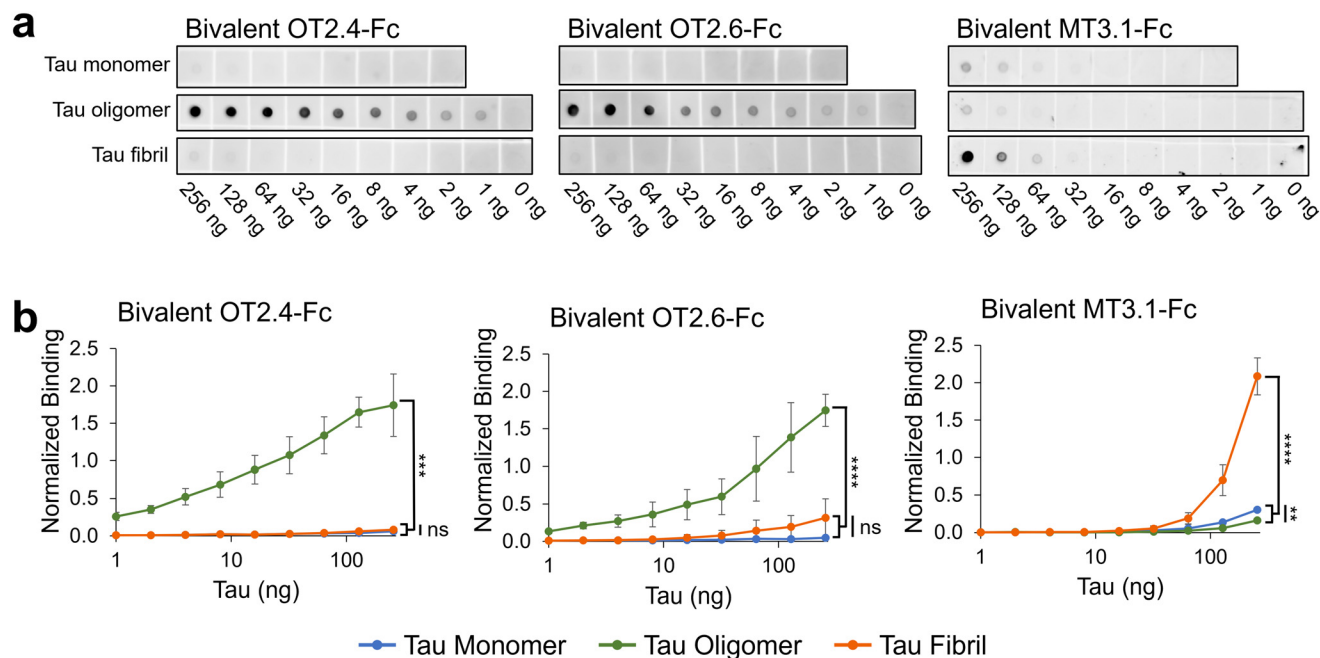 a
Bivalent OT2.4-Fc
Bivalent OT2.6-Fc
Bivalent MT3.1-Fc
Tau monomer
Tau oligomer
Tau fibril
256 ng 128 ng 64 ng 32 ng 16 ng 8 ng 4 ng 2 ng 1 ng 0 ng
256 ng 128 ng 64 ng 32 ng 16 ng 8 ng 4 ng 2 ng 1 ng 0 ng
256 ng 128 ng 64 ng 32 ng 16 ng 8 ng 4 ng 2 ng 1 ng 0 ng
b
Bivalent OT2.4-Fc
Normalized Binding
2.5
2.0
1.5
1.0
0.5
0.0
1 10 100
Tau (ng)
***
ns
Bivalent OT2.6-Fc
Normalized Binding
2.5
2.0
1.5
1.0
0.5
0.0
1 10 100
Tau (ng)
****
ns
Bivalent MT3.1-Fc
Normalized Binding
2.5
2.0
1.5
1.0
0.5
0.0
1 10 100
Tau (ng)
****
**
Tau Monomer Tau Oligomer Tau Fibril